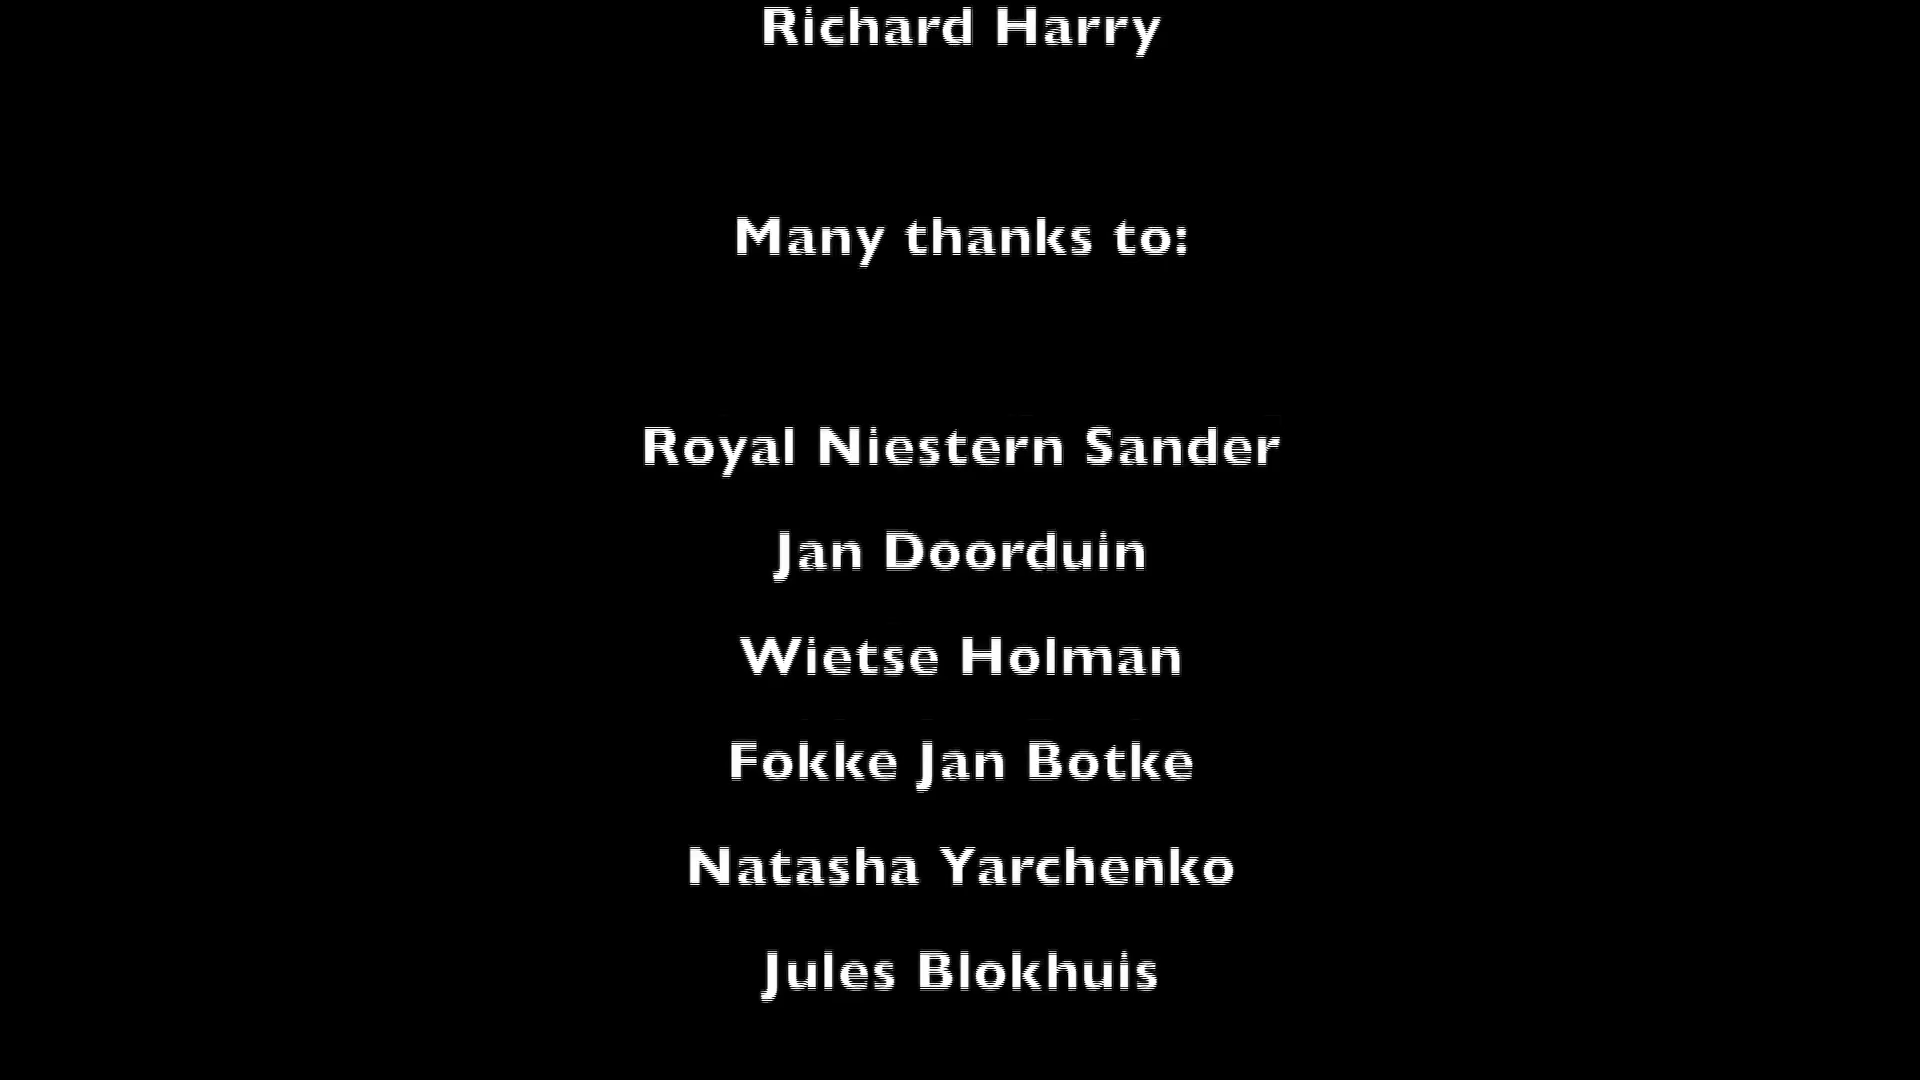 Richard Harry
Many thanks to:
Royal Niestern Sander
Jan Doorduin
Wietse Holman
Fokke Jan Botke
Natasha Yarchenko
Jules Blokhuis